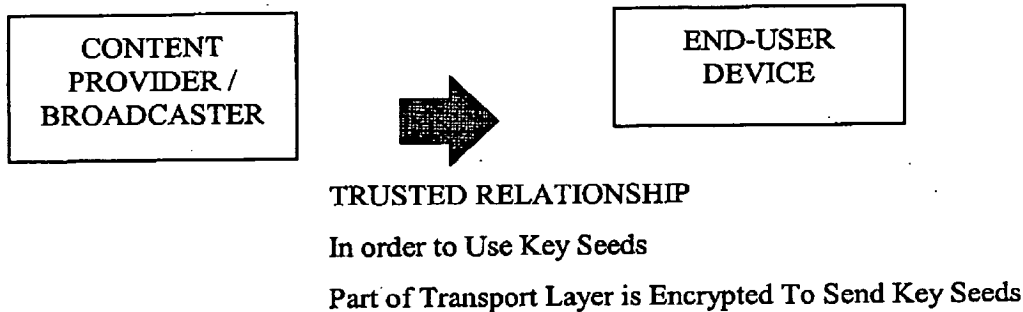 CONTENT
PROVIDER /
BROADCASTER
END-USER
DEVICE
TRUSTED RELATIONSHIP
In order to Use Key Seeds
Part of Transport Layer is Encrypted To Send Key Seeds